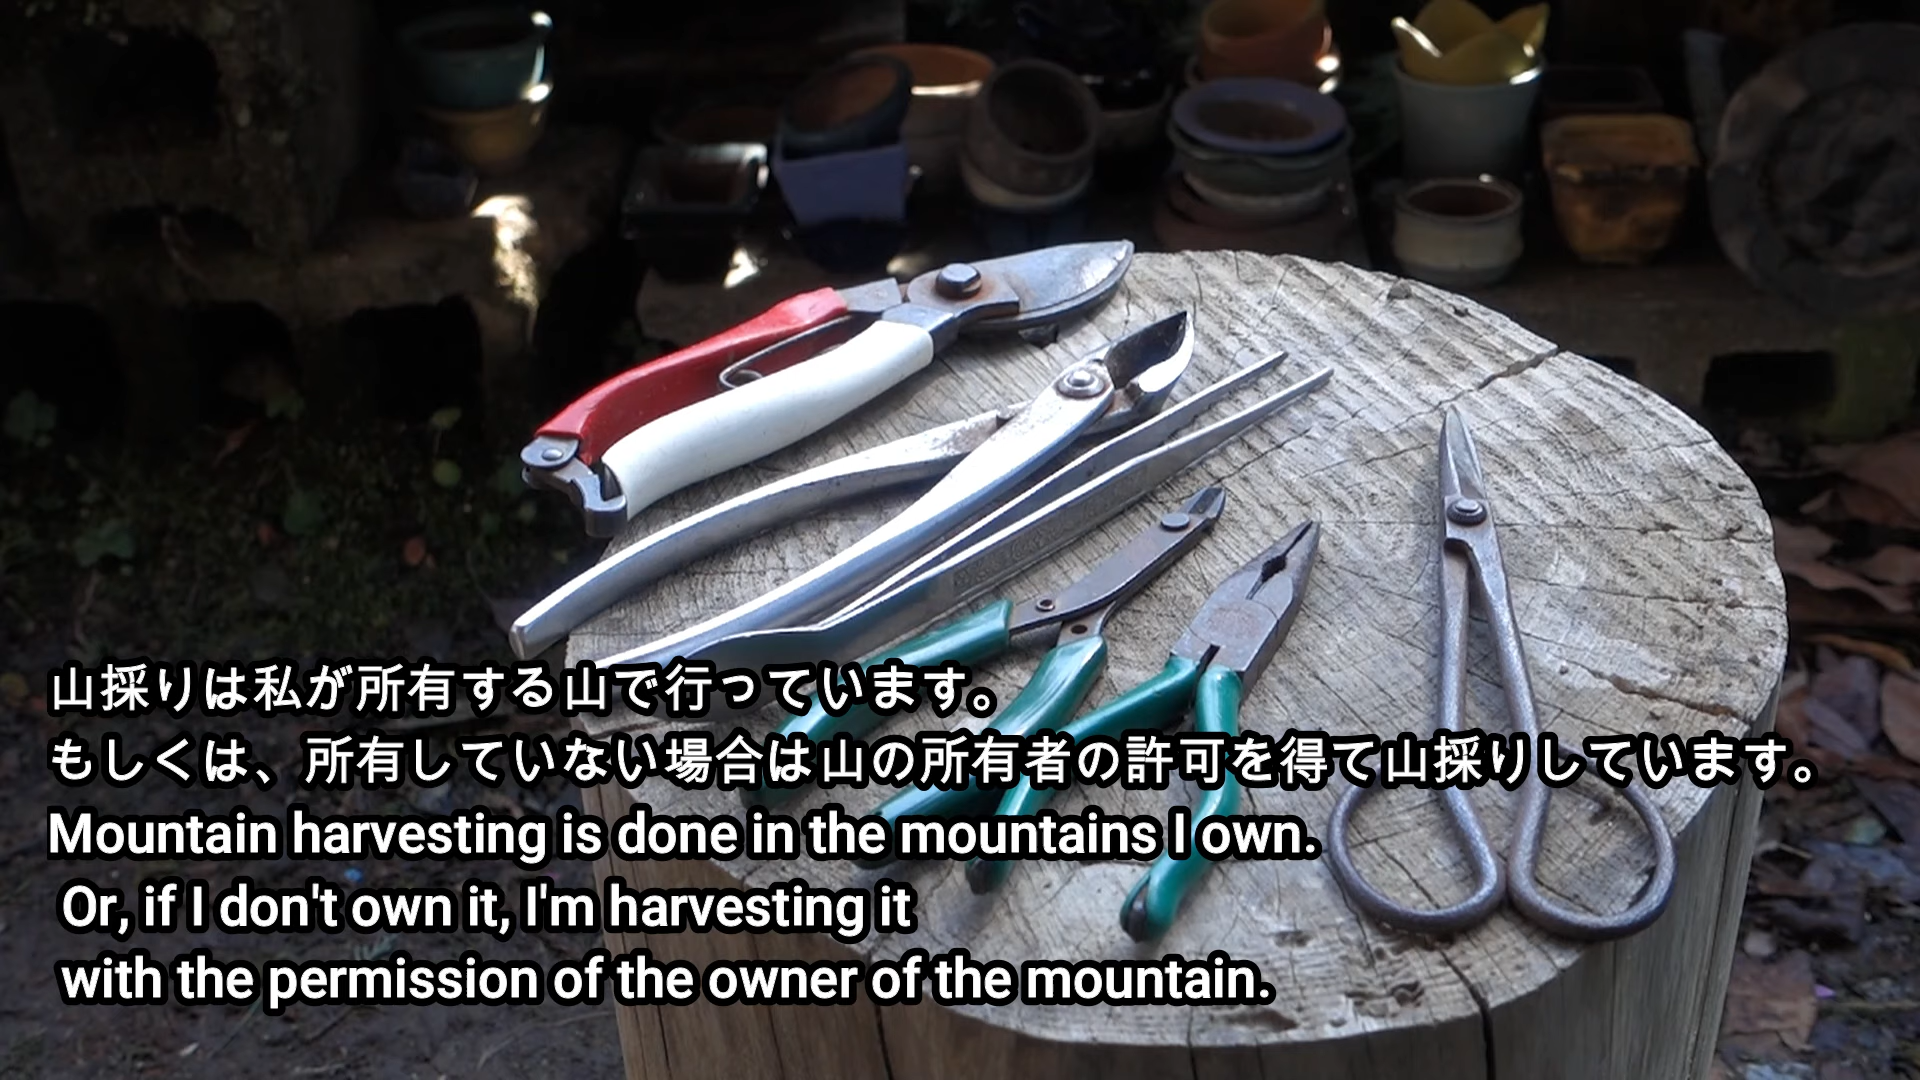 山採りは私が所有する山で行っています。
もしくは、所有していない場合は山の所有者の許可を得て山採りしています。
Mountain harvesting is done in the mountains I own.
Or, if I don't own it, I'm harvesting it
with the permission of the owner of the mountain.